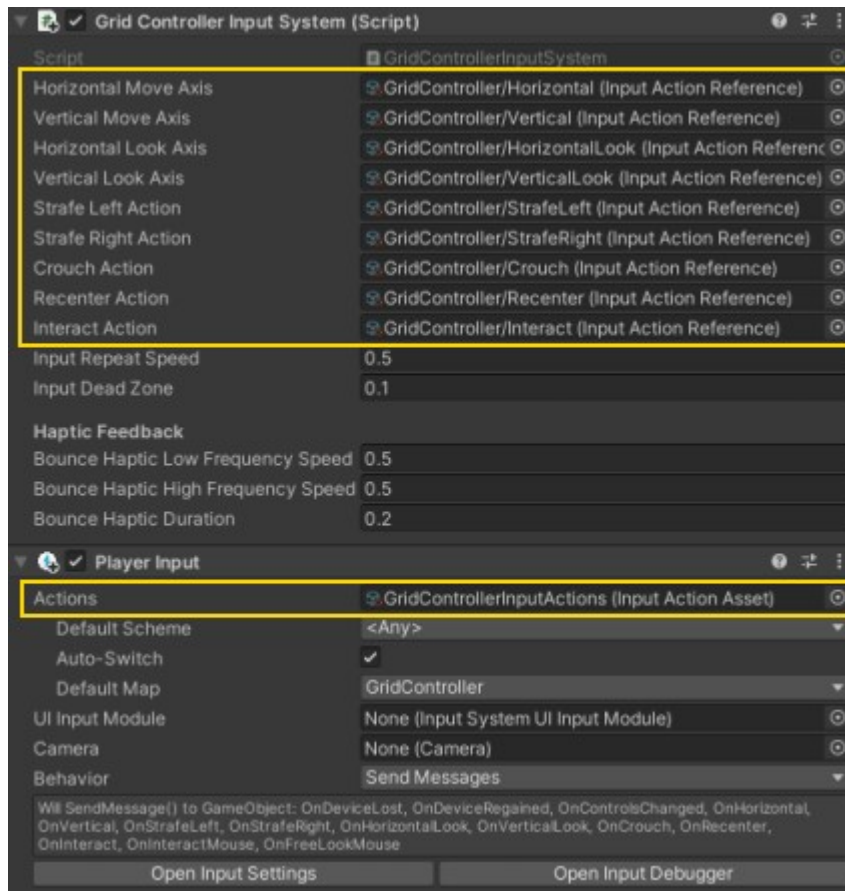 Grid Controller Input System (Script)
Script GridControllerInputSystem
Horizontal Move Axis GridController/Horizontal (Input Action Reference)
Vertical Move Axis GridController/Vertical (Input Action Reference)
Horizontal Look Axis GridController/HorizontalLook (Input Action Referenc
Vertical Look Axis GridController/VerticalLook (Input Action Reference)
Strafe Left Action GridController/StrafeLeft (Input Action Reference)
Strafe Right Action GridController/StrafeRight (Input Action Reference)
Crouch Action GridController/Crouch (Input Action Reference)
Recenter Action GridController/Recenter (Input Action Reference)
Interact Action GridController/Interact (Input Action Reference)
Input Repeat Speed 0.5
Input Dead Zone 0.1
Haptic Feedback
Bounce Haptic Low Frequency Speed 0.5
Bounce Haptic High Frequency Speed 0.5
Bounce Haptic Duration 0.2
Player Input
Actions GridControllerInputActions (Input Action Asset)
Default Scheme <Any>
Auto-Switch
Default Map GridController
UI Input Module None (Input System UI Input Module)
Camera None (Camera)
Behavior Send Messages
Will SendMessage() to GameObject: OnDeviceLost, OnDeviceRegained, OnControlsChanged, OnHorizontal,
OnVertical, OnStrafeLeft, OnStrafeRight, OnHorizontalLook, OnVerticalLook, OnCrouch, OnRecenter,
OnInteract, OnInteractMouse, OnFreeLookMouse
Open Input Settings Open Input Debugger